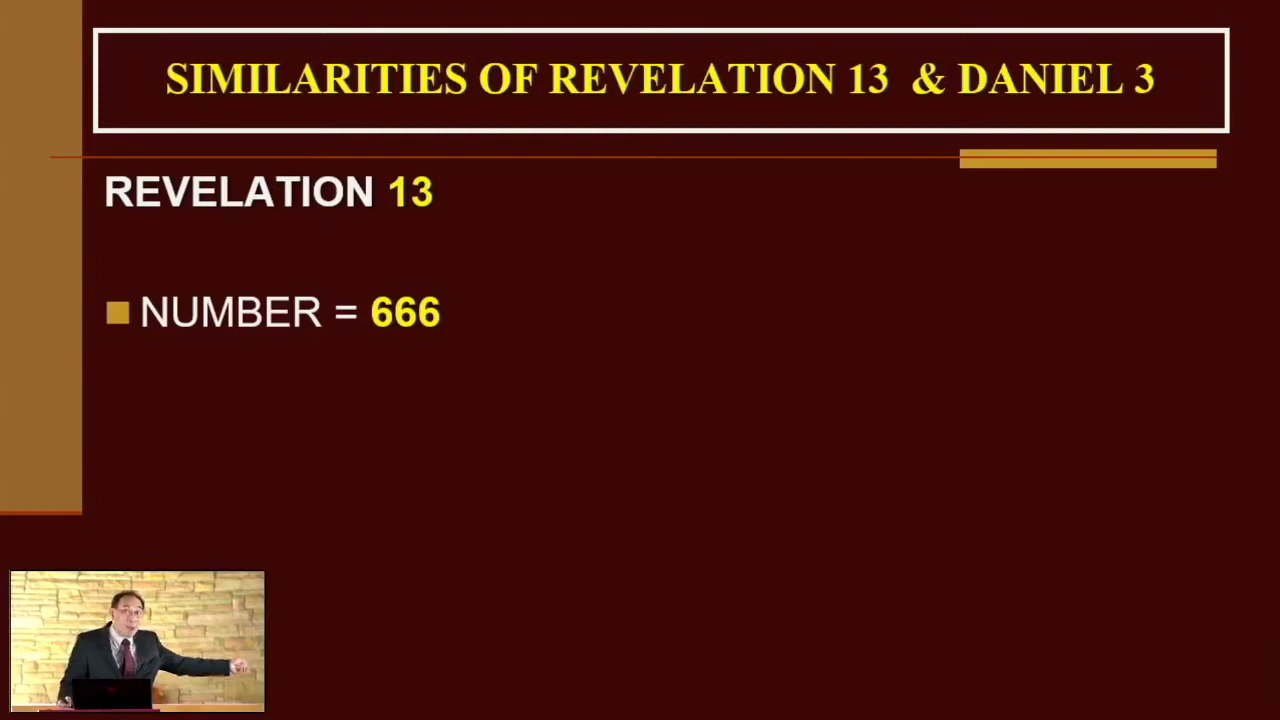 SIMILARITIES OF REVELATION 13 & DANIEL 3
REVELATION 13
NUMBER = 666